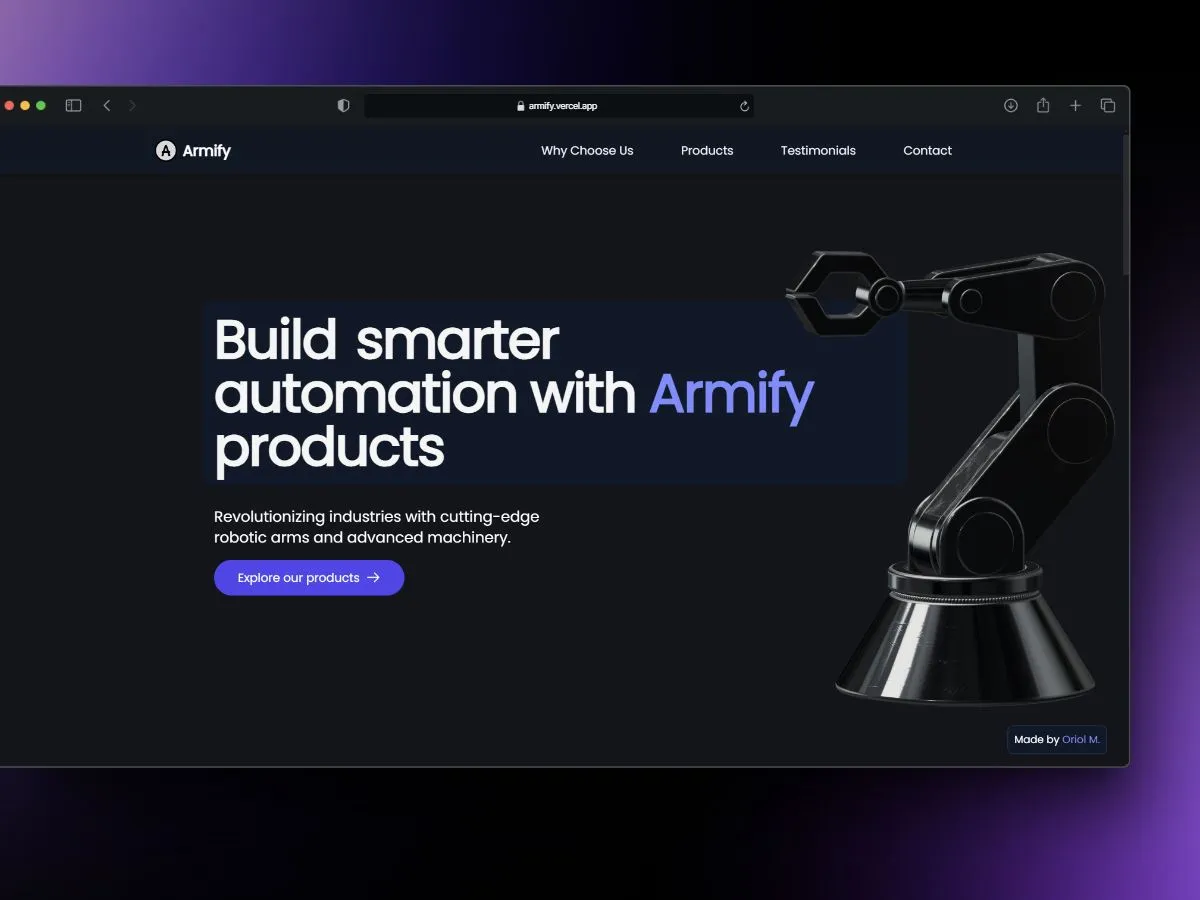 armify.vercel.app
A Armify
Why Choose Us
Products
Testimonials
Contact
Build smarter
automation with Armify
products
Revolutionizing industries with cutting-edge
robotic arms and advanced machinery.
Explore our products →
Made by Oriol M.